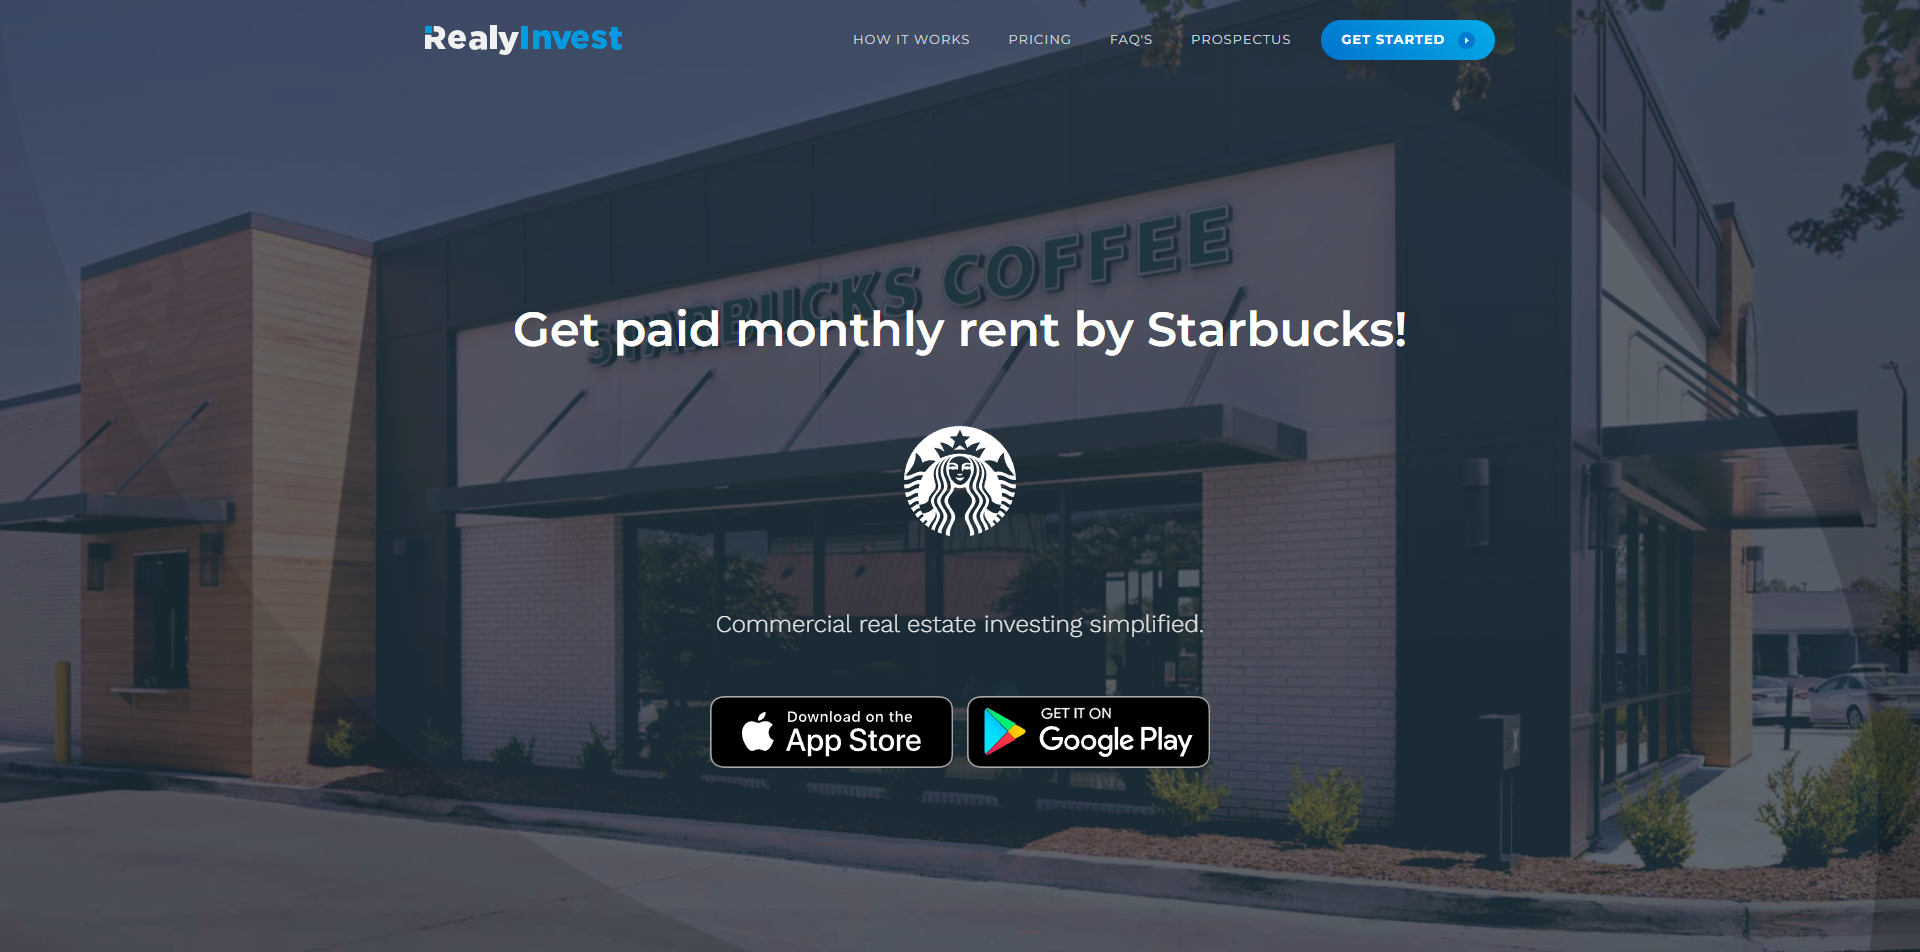 RealyInvest
HOW IT WORKS
PRICING
FAQ'S
PROSPECTUS
GET STARTED
STARBUCKS COFFEE
Get paid monthly rent by Starbucks!
Commercial real estate investing simplified.
Download on the
App Store
GET IT ON
Google Play